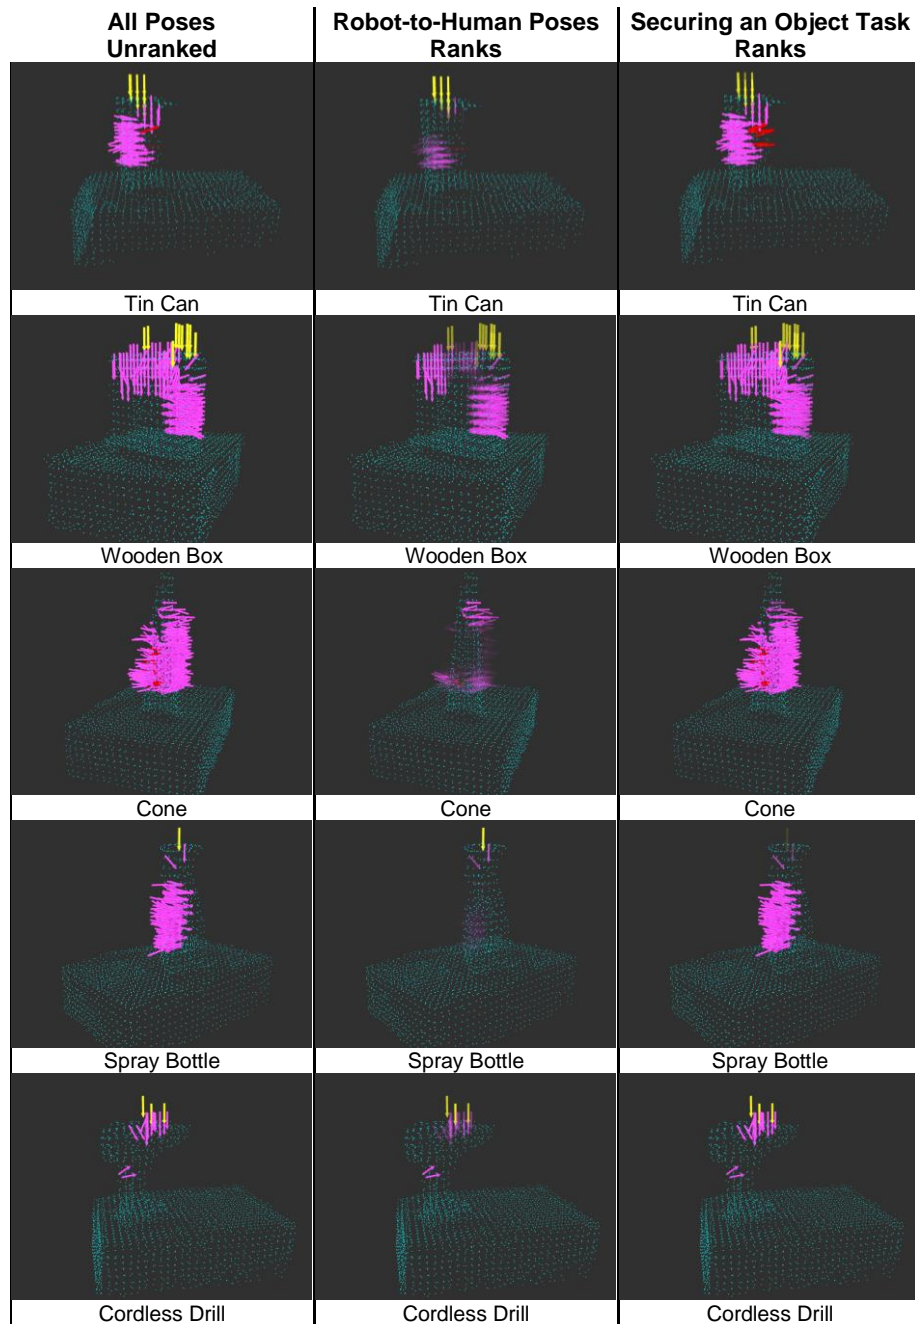 All Poses
Unranked
Robot-to-Human Poses
Ranks
Securing an Object Task
Ranks
Tin Can
Tin Can
Tin Can
Wooden Box
Wooden Box
Wooden Box
Cone
Cone
Cone
Spray Bottle
Spray Bottle
Spray Bottle
Cordless Drill
Cordless Drill
Cordless Drill